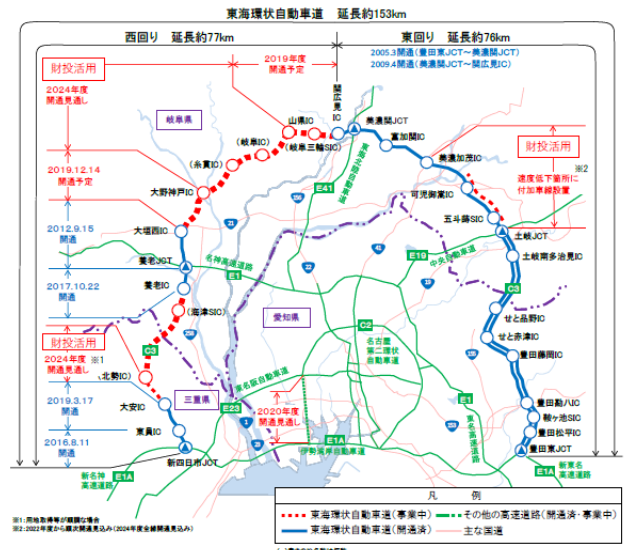 東海環状自動車道 延長約153km
西回り 延長約77km
東回り 延長約76km
2005.3開通(豊田東JCT~美濃関JCT)
2009.4開通(美濃関JCT~関広見IC)
財投活用
2019年度
開通予定
2024年度
開通見通し
関広見IC
山県IC
美濃関JCT
岐阜県
(岐阜IC)
(岐阜三輪SIC)
富加関IC
(糸貫IC)
美濃加茂IC
財投活用
※2
速度低下箇所に
付加車線設置
2019.12.14
開通予定
大野神戸IC
東海北陸自動車道
E41
可児御嵩IC
五斗蒔SIC
2012.9.15
開通
大垣西IC
21
156
41
土岐JCT
養老JCT
名神高速道路
E1
22
E19
中央自動車道
19
土岐南多治見IC
2017.10.22
開通
養老IC
C3
(海津SIC)
愛知県
せと品野IC
財投活用
258
C2
せと赤津IC
2024年度
開通見通し
※1
C3
名古屋
第二環状
自動車道
155
豊田藤岡IC
(北勢IC)
東名阪自動車道
三重県
E1
豊田勘八IC
2019.3.17
開通
大安IC
E23
2020年度
開通見通し
東名高速道路
鞍ヶ池SIC
1
153
豊田松平IC
2016.8.11
開通
東員IC
23
E1A
豊田東JCT
伊勢湾岸自動車道
新四日市JCT
新名神
高速道路
E1A
E1A
新東名
高速道路
凡 例
東海環状自動車道(事業中)
その他の高速道路(開通済・事業中)
東海環状自動車道(開通済)
主な国道
※1:用地取得等が順調な場合
※2:2022年度から順次開通見込み(2024年度全線開通見込み)